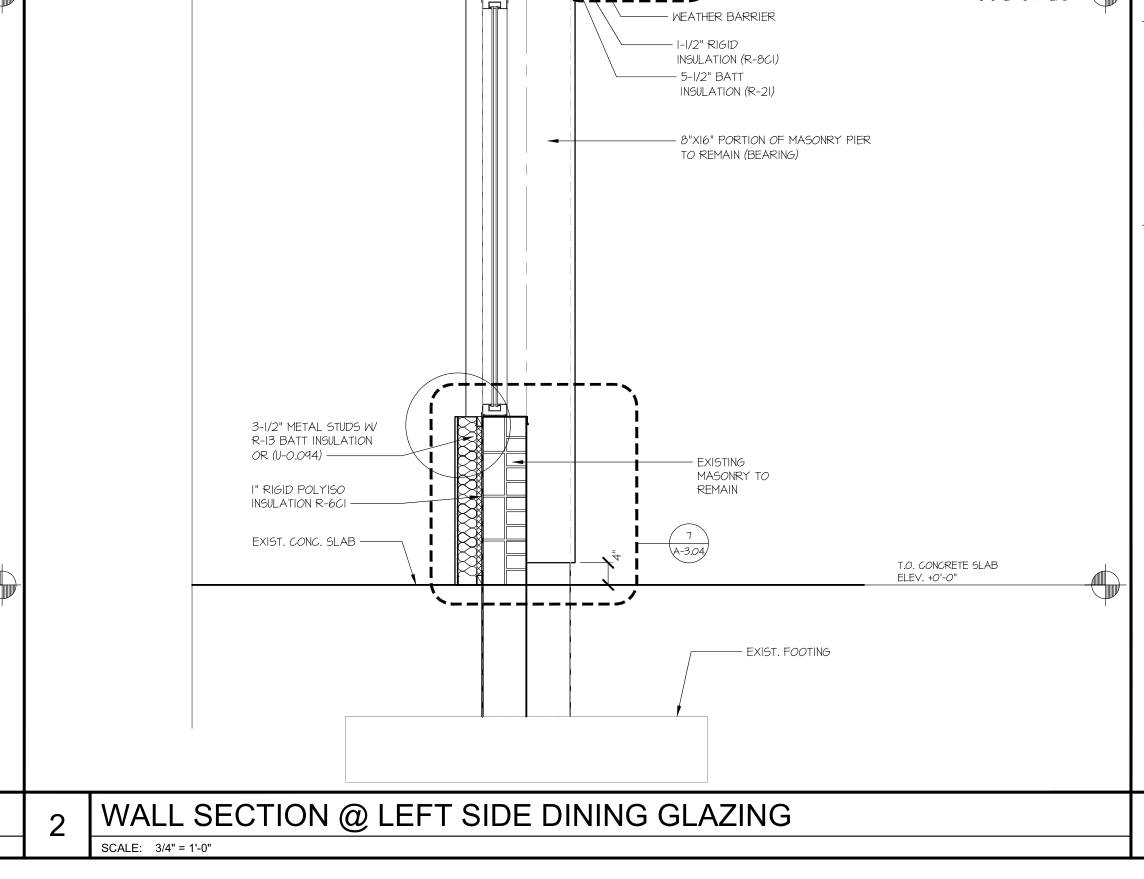 WEATHER BARRIER
1-1/2" RIGID
INSULATION (R-8CI)
5-1/2" BATT
INSULATION (R-21)
8"X16" PORTION OF MASONRY PIER
TO REMAIN (BEARING)
3-1/2" METAL STUDS W/
R-13 BATT INSULATION
OR (U-0.094)
EXISTING
MASONRY TO
REMAIN
1" RIGID POLYISO
INSULATION R-6CI
EXIST. CONC. SLAB
4"
7
A-3.04
T.O. CONCRETE SLAB
ELEV. +0'-0"
EXIST. FOOTING
2
WALL SECTION @ LEFT SIDE DINING GLAZING
SCALE: 3/4" = 1'-0"